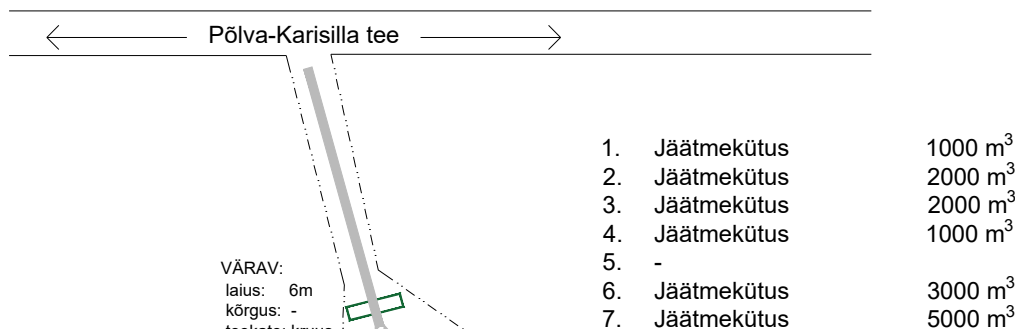 Põlva-Karisilla tee
1. Jäätmekütus 1000 m³
2. Jäätmekütus 2000 m³
3. Jäätmekütus 2000 m³
4. Jäätmekütus 1000 m³
5. -
6. Jäätmekütus 3000 m³
7. Jäätmekütus 5000 m³
VÄRAV:
laius: 6m
kõrgus: -